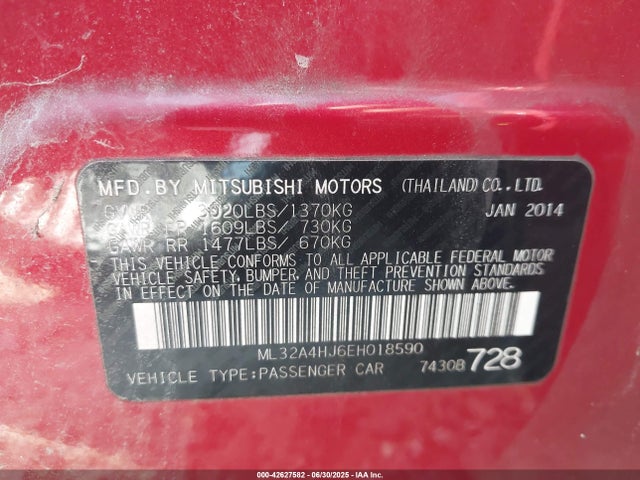 MFD. BY MITSUBISHI MOTORS (THAILAND) CO., LTD.
GVWR 3020LBS/1370KG JAN 2014
GAWR FR 1609LBS/ 730KG
GAWR RR 1477LBS/ 670KG
THIS VEHICLE CONFORMS TO ALL APPLICABLE FEDERAL MOTOR
VEHICLE SAFETY, BUMPER, AND THEFT PREVENTION STANDARDS
IN EFFECT ON THE DATE OF MANUFACTURE SHOWN ABOVE.
ML32A4HJ6EH018590
VEHICLE TYPE:PASSENGER CAR 7430B 728
000-42627582 - 06/30/2025 - IAA Inc. (c)